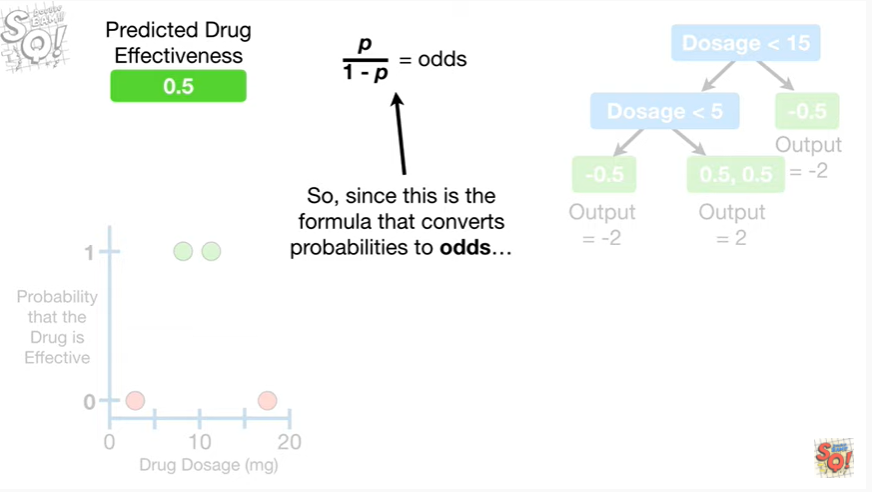 Predicted Drug
Effectiveness
0.5
p
1 - p
= odds
So, since this is the
formula that converts
probabilities to odds…
Dosage < 15
Dosage < 5
-0.5
Output
= -2
-0.5
Output
= -2
0.5, 0.5
Output
= 2
1
Probability
that the
Drug is
Effective
0
0
10
20
Drug Dosage (mg)